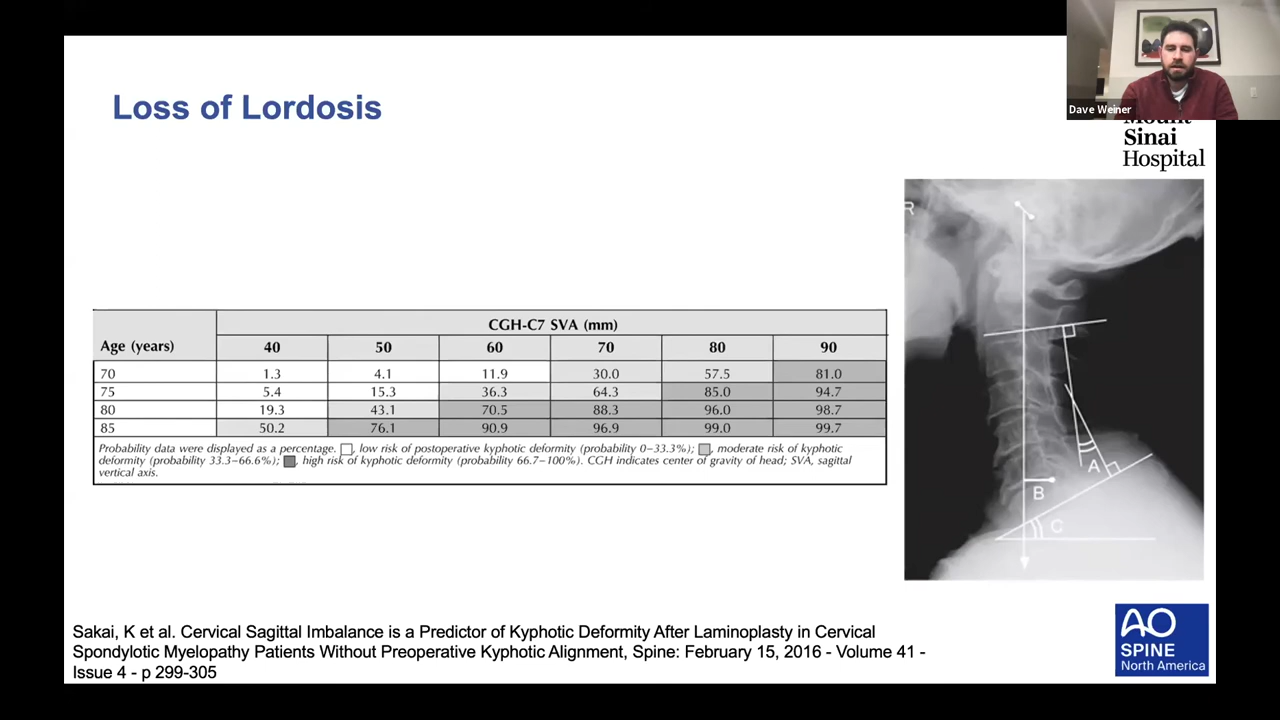 Loss of Lordosis
Dave Weiner
Mount
Sinai
Hospital
CGH-C7 SVA (mm)
Age (years) 40 50 60 70 80 90
70 1.3 4.1 11.9 30.0 57.5 81.0
75 5.4 15.3 36.3 64.3 85.0 94.7
80 19.3 43.1 70.5 88.3 96.0 98.7
85 50.2 76.1 90.9 96.9 99.0 99.7
Probability data were displayed as a percentage. , low risk of postoperative kyphotic deformity (probability 0–33.3%); , moderate risk of kyphotic
deformity (probability 33.3–66.6%); , high risk of kyphotic deformity (probability 66.7–100%). CGH indicates center of gravity of head; SVA, sagittal
vertical axis.
R
A
B
C
Sakai, K et al. Cervical Sagittal Imbalance is a Predictor of Kyphotic Deformity After Laminoplasty in Cervical
Spondylotic Myelopathy Patients Without Preoperative Kyphotic Alignment, Spine: February 15, 2016 - Volume 41 -
Issue 4 - p 299-305
AO
SPINE
North America